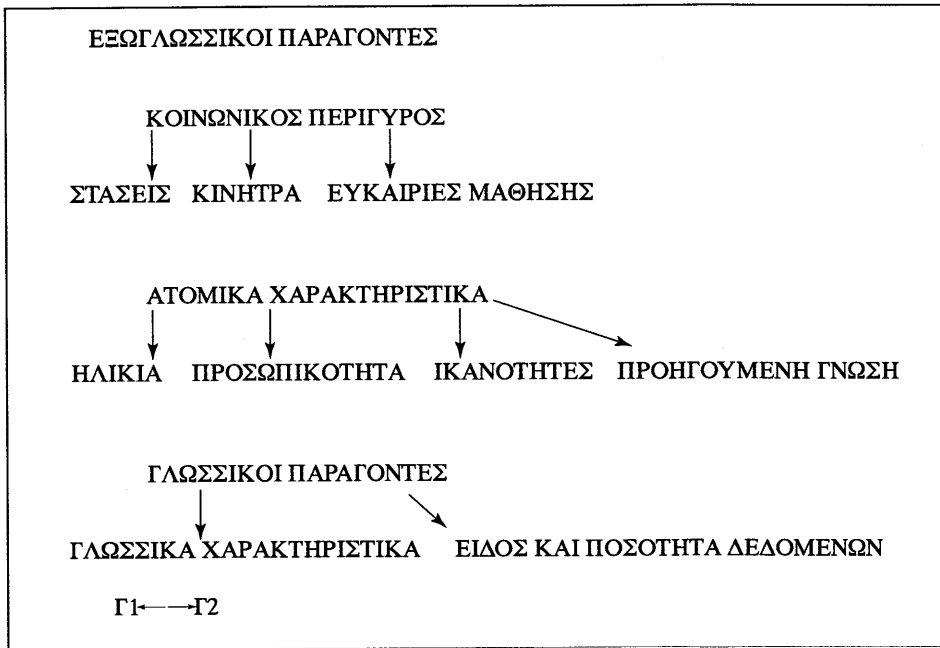 ΕΞΩΓΛΩΣΣΙΚΟΙ ΠΑΡΑΓΟΝΤΕΣ
ΚΟΙΝΩΝΙΚΟΣ ΠΕΡΙΓΥΡΟΣ
ΣΤΑΣΕΙΣ ΚΙΝΗΤΡΑ ΕΥΚΑΙΡΙΕΣ ΜΑΘΗΣΗΣ
ΑΤΟΜΙΚΑ ΧΑΡΑΚΤΗΡΙΣΤΙΚΑ
ΗΛΙΚΙΑ ΠΡΟΣΩΠΙΚΟΤΗΤΑ ΙΚΑΝΟΤΗΤΕΣ ΠΡΟΗΓΟΥΜΕΝΗ ΓΝΩΣΗ
ΓΛΩΣΣΙΚΟΙ ΠΑΡΑΓΟΝΤΕΣ
ΓΛΩΣΣΙΚΑ ΧΑΡΑΚΤΗΡΙΣΤΙΚΑ ΕΙΔΟΣ ΚΑΙ ΠΟΣΟΤΗΤΑ ΔΕΔΟΜΕΝΩΝ
Γ1←→Γ2